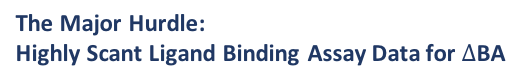 The Major Hurdle:
Highly Scant Ligand Binding Assay Data for ΔBA